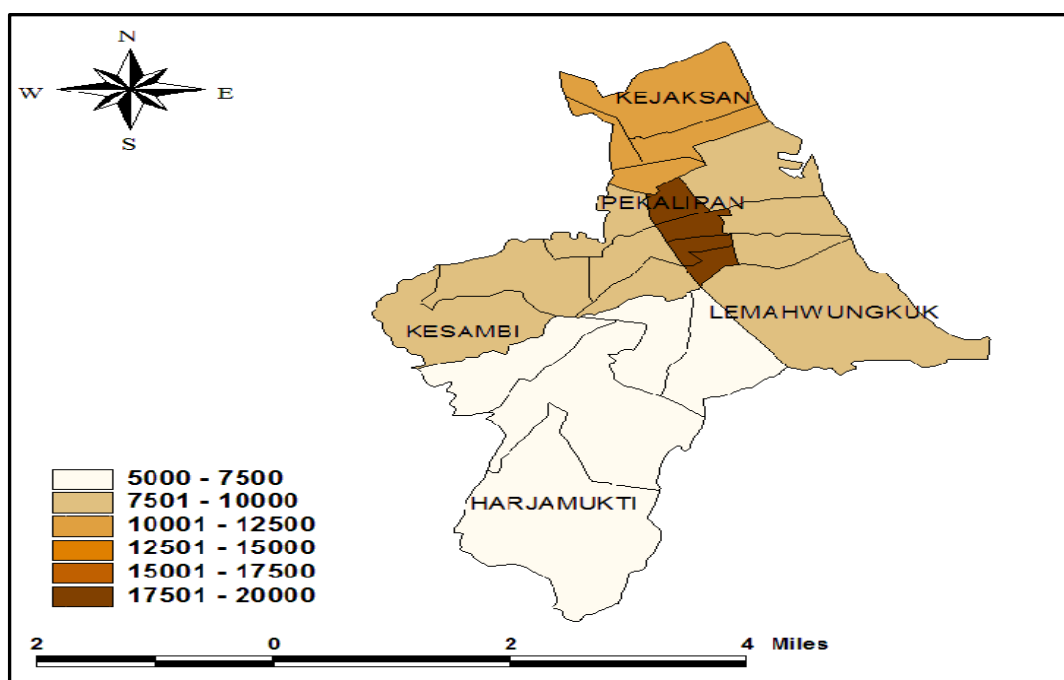 N
W E
S
KEJAKSAN
PEKALIPAN
LEMAHWUNGKUK
KESAMBI
HARJAMUKTI
5000 - 7500
7501 - 10000
10001 - 12500
12501 - 15000
15001 - 17500
17501 - 20000
2 0 2 4 Miles